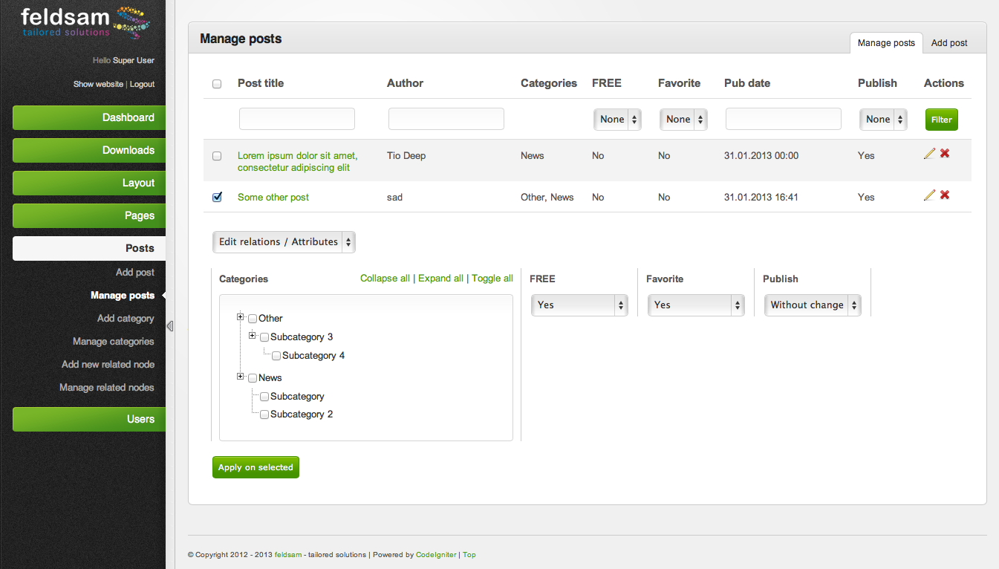 feldsam
tailored solutions
Hello Super User
Show website | Logout
Dashboard
Downloads
Layout
Pages
Posts
Add post
Manage posts
Add category
Manage categories
Add new related node
Manage related nodes
Users
Manage posts
Manage posts Add post
Post title Author Categories FREE Favorite Pub date Publish Actions
None None None Filter
Lorem ipsum dolor sit amet,
consectetur adipiscing elit
Tio Deep News No No 31.01.2013 00:00 Yes
Some other post sad Other, News No No 31.01.2013 16:41 Yes
Edit relations / Attributes
Categories Collapse all | Expand all | Toggle all FREE Favorite Publish
Yes Yes Without change
Other
Subcategory 3
Subcategory 4
News
Subcategory
Subcategory 2
Apply on selected
© Copyright 2012 - 2013 feldsam - tailored solutions | Powered by CodeIgniter | Top